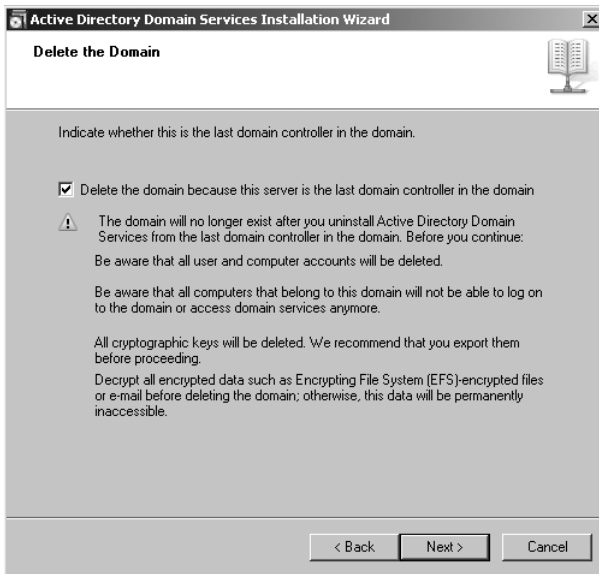 Active Directory Domain Services Installation Wizard
Delete the Domain
Indicate whether this is the last domain controller in the domain.
Delete the domain because this server is the last domain controller in the domain
The domain will no longer exist after you uninstall Active Directory Domain
Services from the last domain controller in the domain. Before you continue:
Be aware that all user and computer accounts will be deleted.
Be aware that all computers that belong to this domain will not be able to log on
to the domain or access domain services anymore.
All cryptographic keys will be deleted. We recommend that you export them
before proceeding.
Decrypt all encrypted data such as Encrypting File System (EFS)-encrypted files
or e-mail before deleting the domain; otherwise, this data will be permanently
inaccessible.
< Back Next > Cancel